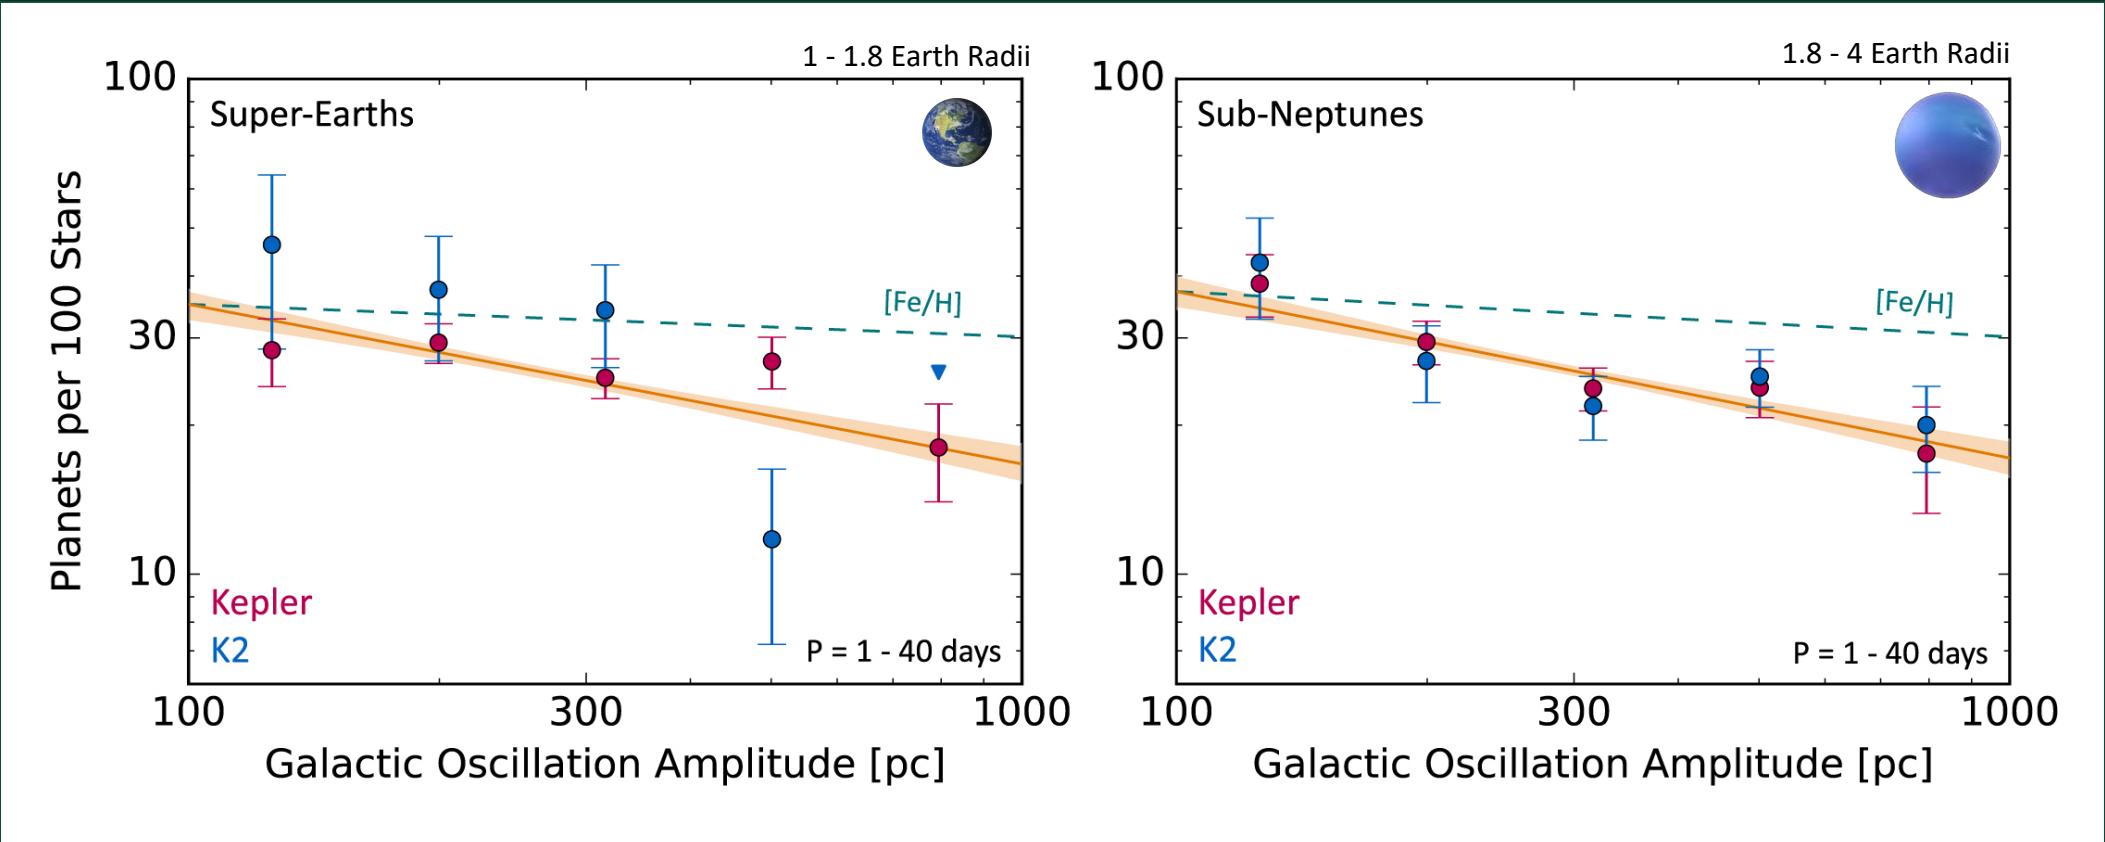 1 - 1.8 Earth Radii
100
Super-Earths
[Fe/H]
30
10
Planets per 100 Stars
Kepler
K2
P = 1 - 40 days
100 300 1000
Galactic Oscillation Amplitude [pc]
1.8 - 4 Earth Radii
100
Sub-Neptunes
[Fe/H]
30
10
Kepler
K2
P = 1 - 40 days
100 300 1000
Galactic Oscillation Amplitude [pc]